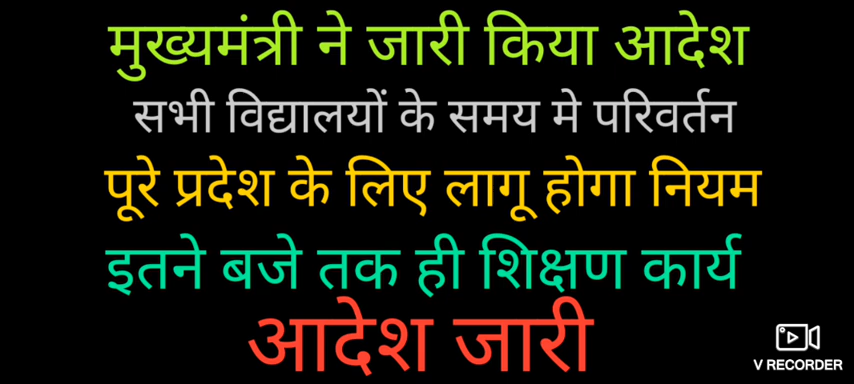 मुख्यमंत्री ने जारी किया आदेश
सभी विद्यालयों के समय मे परिवर्तन
पूरे प्रदेश के लिए लागू होगा नियम
इतने बजे तक ही शिक्षण कार्य
आदेश जारी
V RECORDER